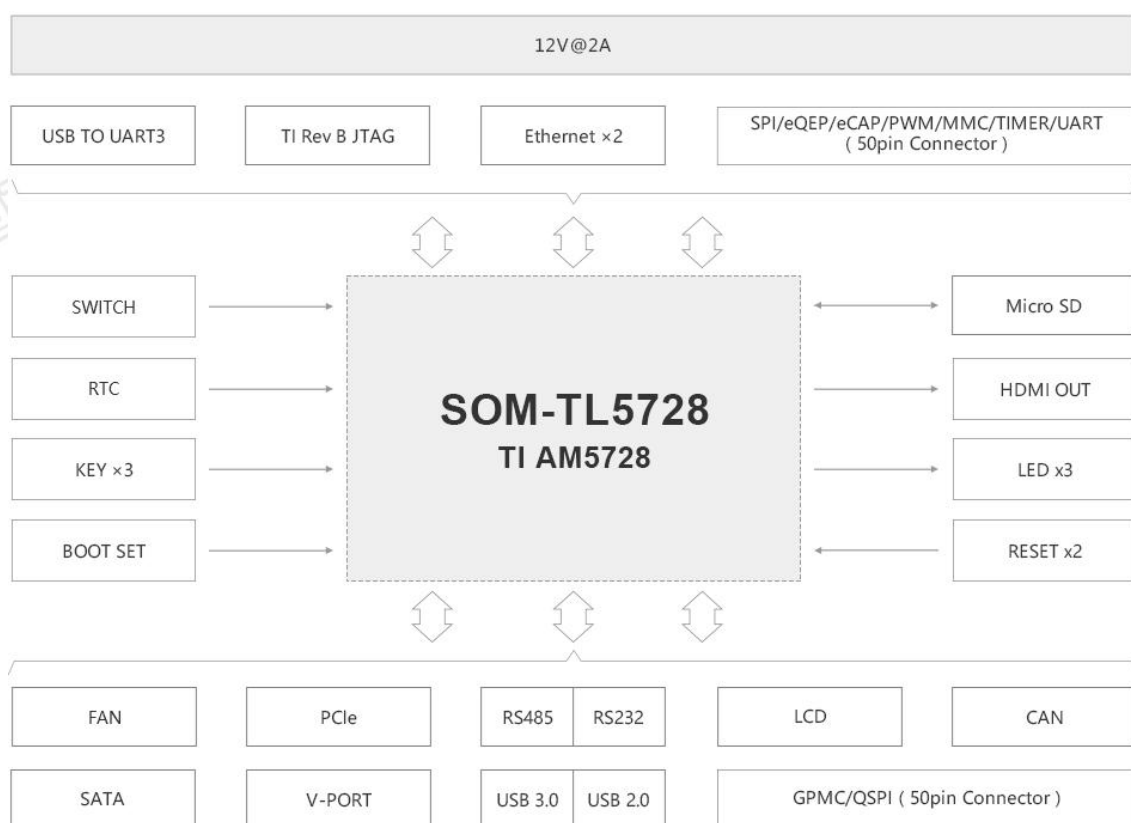 12V@2A
USB TO UART3
TI Rev B JTAG
Ethernet ×2
SPI/eQEP/eCAP/PWM/MMC/TIMER/UART
( 50pin Connector )
SWITCH
Micro SD
RTC
HDMI OUT
SOM-TL5728
TI AM5728
KEY ×3
LED x3
BOOT SET
RESET x2
FAN
PCIe
RS485
RS232
LCD
CAN
SATA
V-PORT
USB 3.0
USB 2.0
GPMC/QSPI ( 50pin Connector )